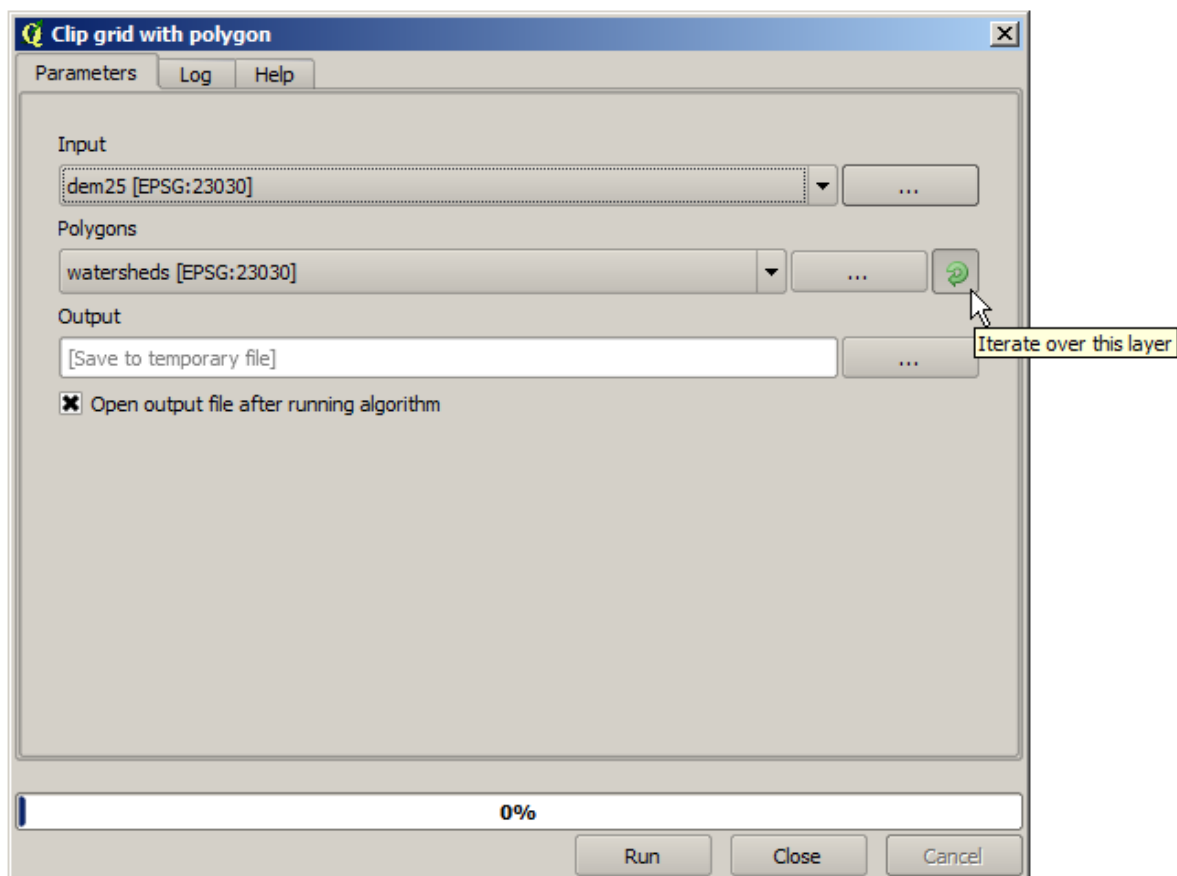 Clip grid with polygon
Parameters Log Help
Input
dem25 [EPSG:23030] ...
Polygons
watersheds [EPSG:23030] ...
Output
Iterate over this layer
[Save to temporary file] ...
Open output file after running algorithm
0%
Run Close Cancel